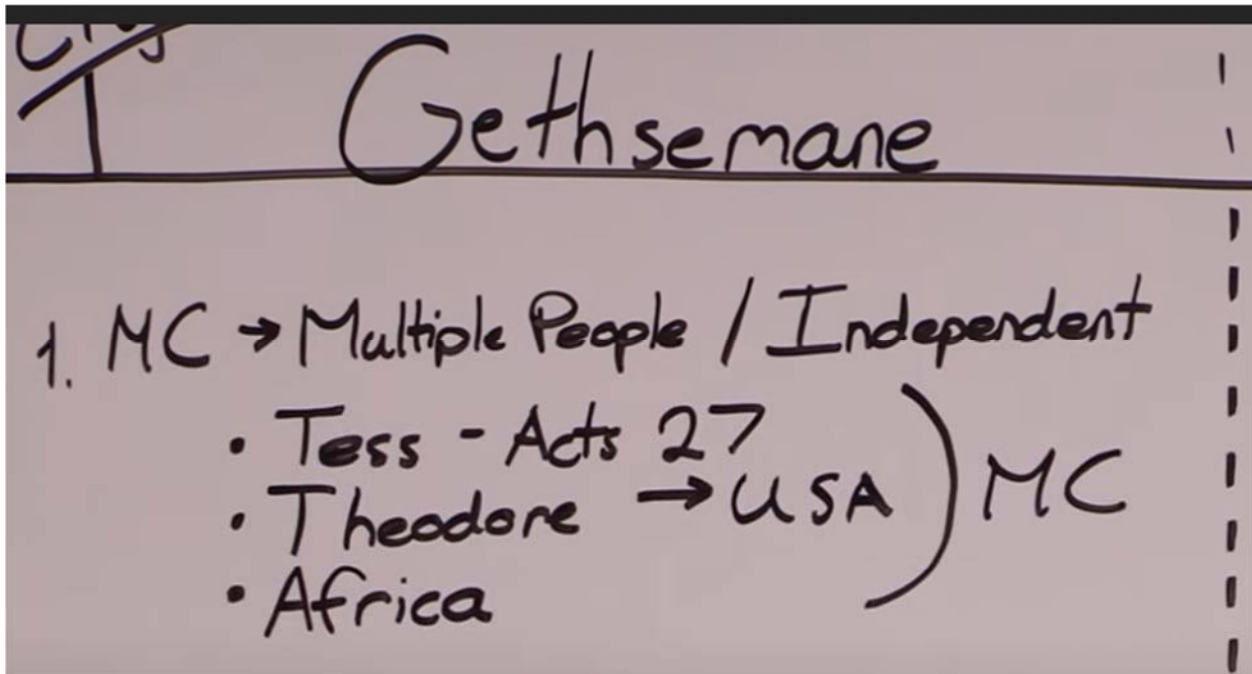 Gethsemane
1. MC → Multiple People / Independent
• Tess - Acts 27
• Theodore → USA ) MC
• Africa